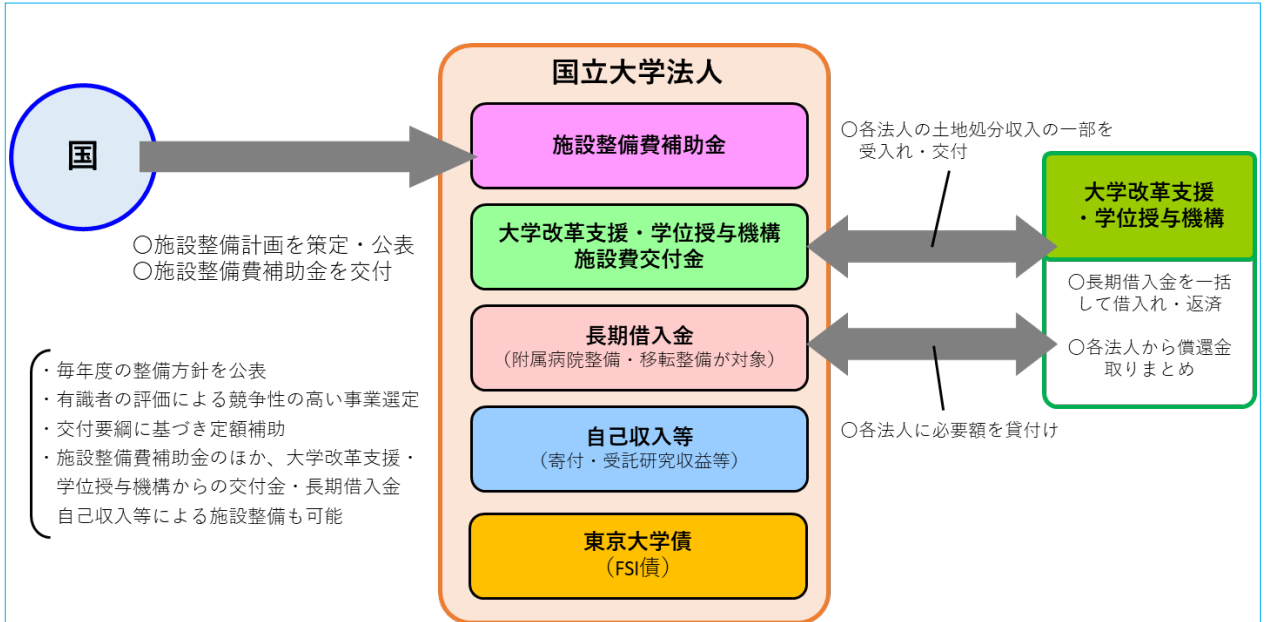 国
〇施設整備計画を策定・公表
〇施設整備費補助金を交付
・毎年度の整備方針を公表
・有識者の評価による競争性の高い事業選定
・交付要綱に基づき定額補助
・施設整備費補助金のほか、大学改革支援・
学位授与機構からの交付金・長期借入金
自己収入等による施設整備も可能
国立大学法人
施設整備費補助金
大学改革支援・学位授与機構
施設費交付金
長期借入金
（附属病院整備・移転整備が対象）
自己収入等
（寄付・受託研究収益等）
東京大学債
（FSI債）
〇各法人の土地処分収入の一部を
受入れ・交付
〇各法人に必要額を貸付け
大学改革支援
・学位授与機構
〇長期借入金を一括
して借入れ・返済
〇各法人から償還金
取りまとめ